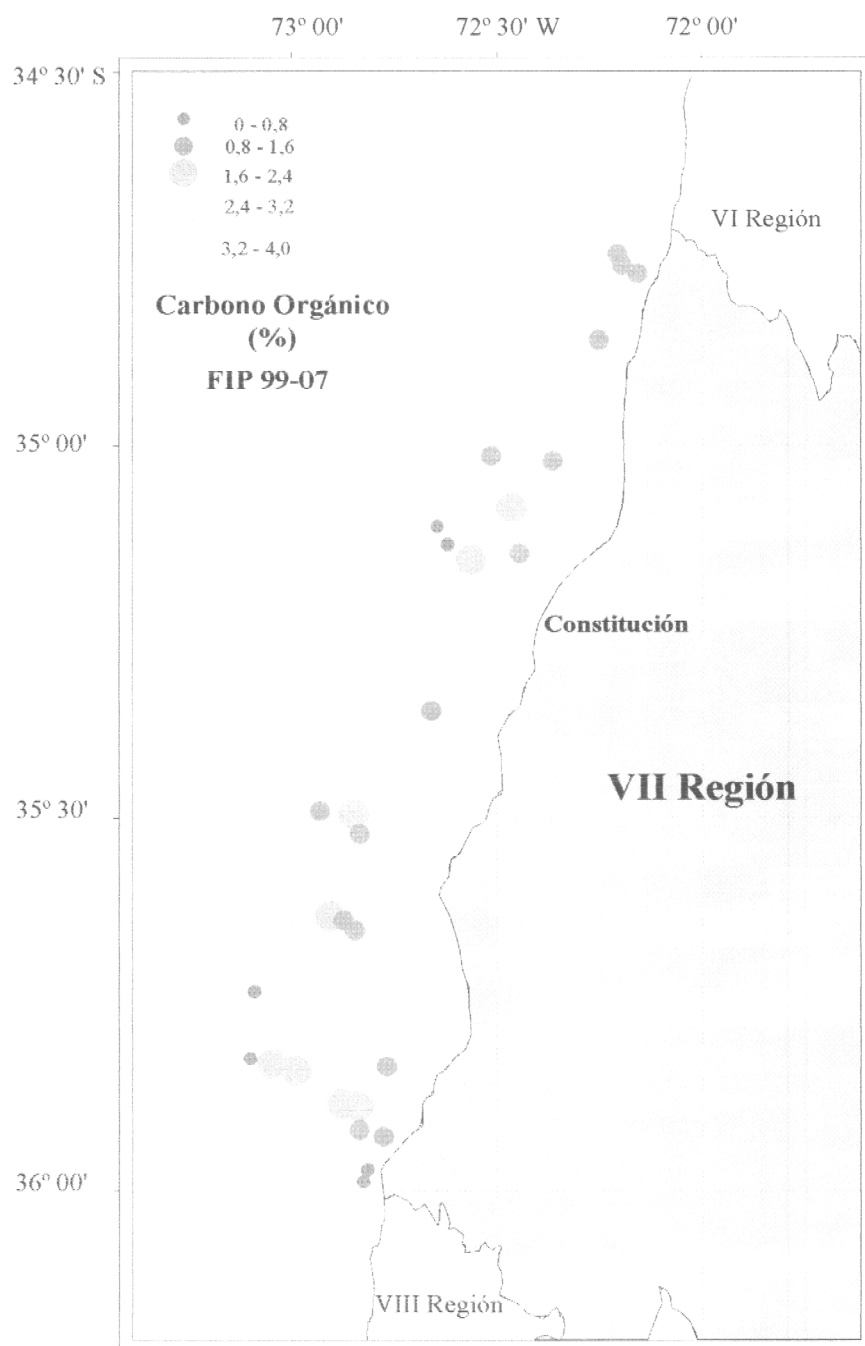 73° 00'
72° 30' W
72° 00'
34° 30' S
0 - 0,8
0,8 - 1,6
1,6 - 2,4
2,4 - 3,2
3,2 - 4,0
VI Región
Carbono Orgánico
(%)
FIP 99-07
35° 00'
Constitución
VII Región
35° 30'
36° 00'
VIII Región